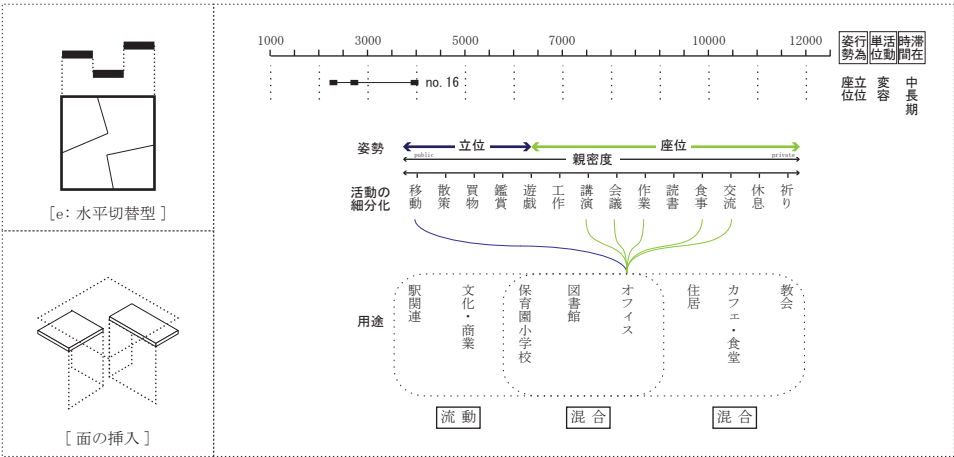 [e: 水平切替型 ]
[ 面の挿入 ]
1000 3000 5000 7000 10000 12000
no. 16
姿勢 行為
単位 活動
時間 滞在
座位 立位
変容
中長期
姿勢
立位
座位
public
親密度
private
活動の
細分化
移動
散策
買物
鑑賞
遊戯
工作
講演
会議
作業
読書
食事
交流
休息
祈り
用途
駅関連
文化・商業
保育園小学校
図書館
オフィス
住居
カフェ・食堂
教会
流動
混合
混合